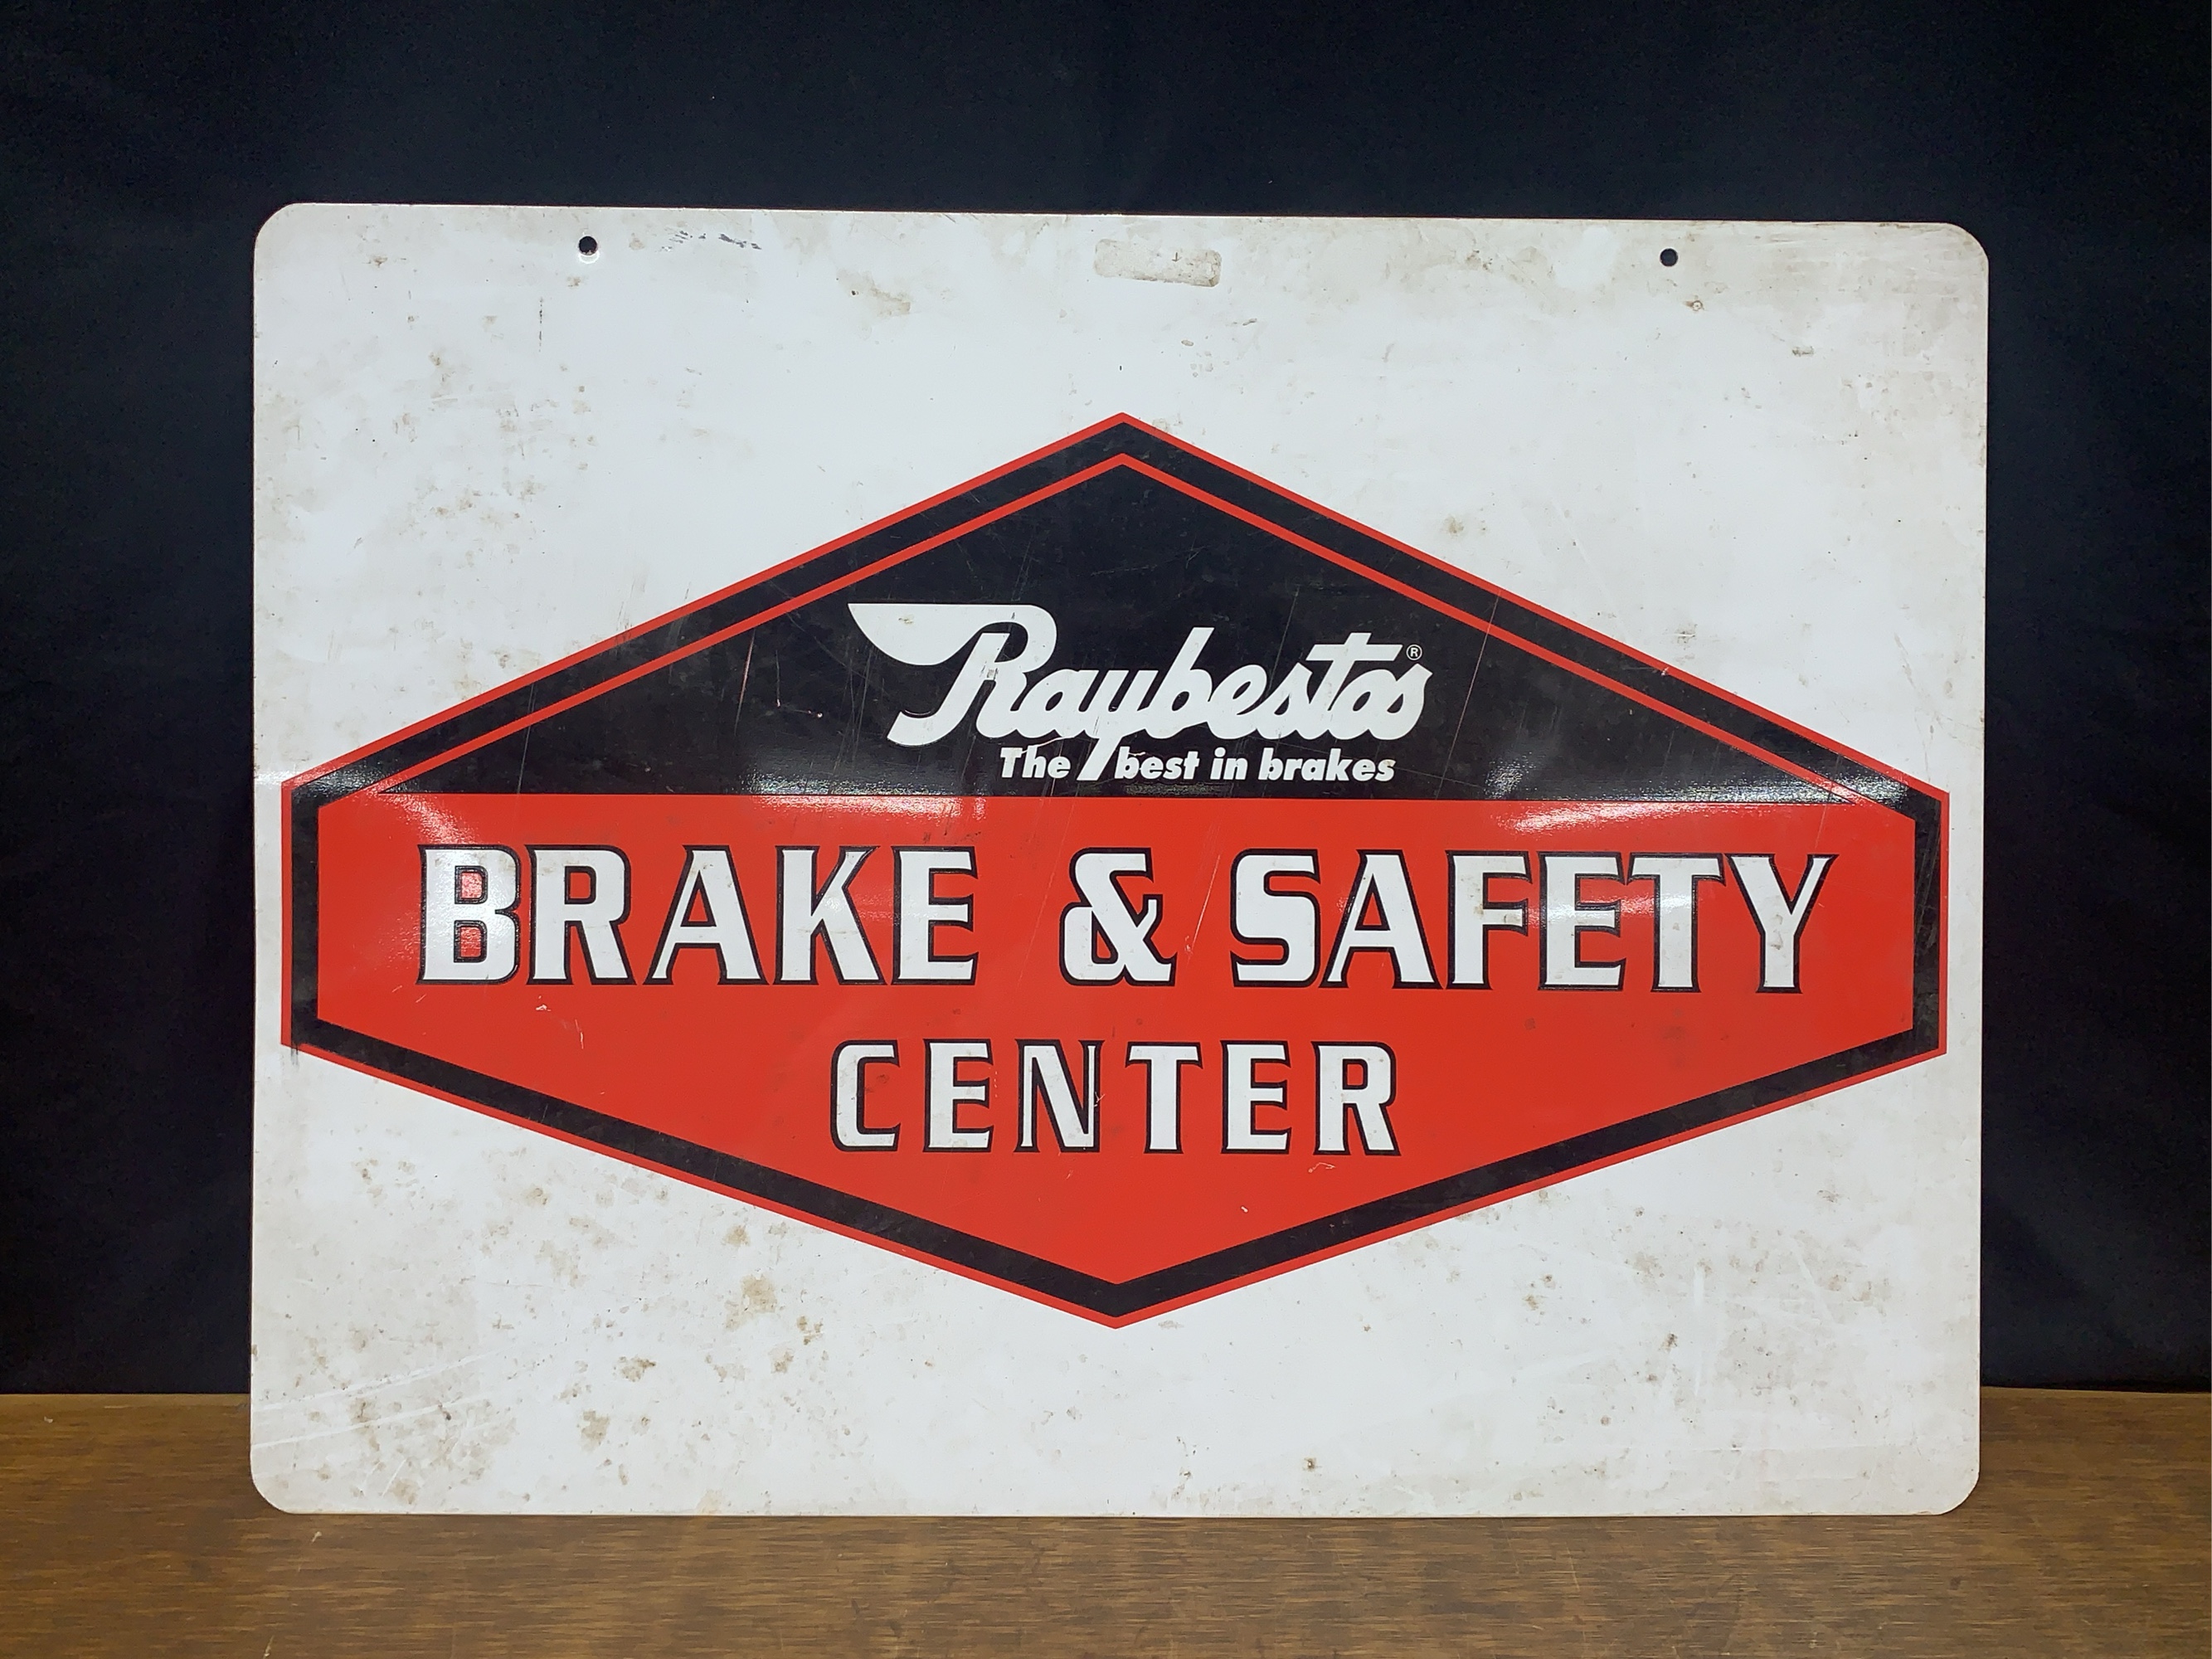 Raybestos®
The best in brakes
BRAKE & SAFETY
CENTER